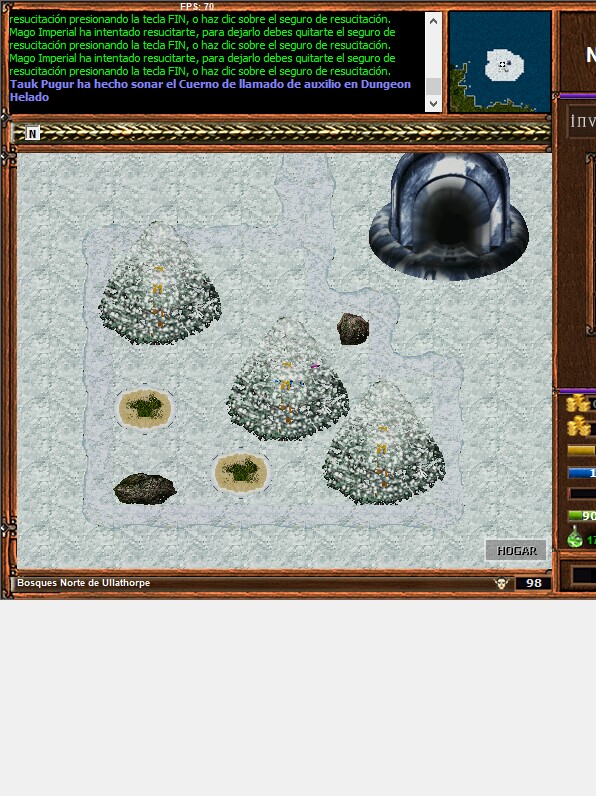 FPS: 70
resucitación presionando la tecla FIN, o haz clic sobre el seguro de resucitación.
Mago Imperial ha intentado resucitarte, para dejarlo debes quitarte el seguro de
resucitación presionando la tecla FIN, o haz clic sobre el seguro de resucitación.
Mago Imperial ha intentado resucitarte, para dejarlo debes quitarte el seguro de
resucitación presionando la tecla FIN, o haz clic sobre el seguro de resucitación.
Tauk Pugur ha hecho sonar el Cuerno de llamado de auxilio en Dungeon
Helado
N
N
HOGAR
Bosques Norte de Ullathorpe
98